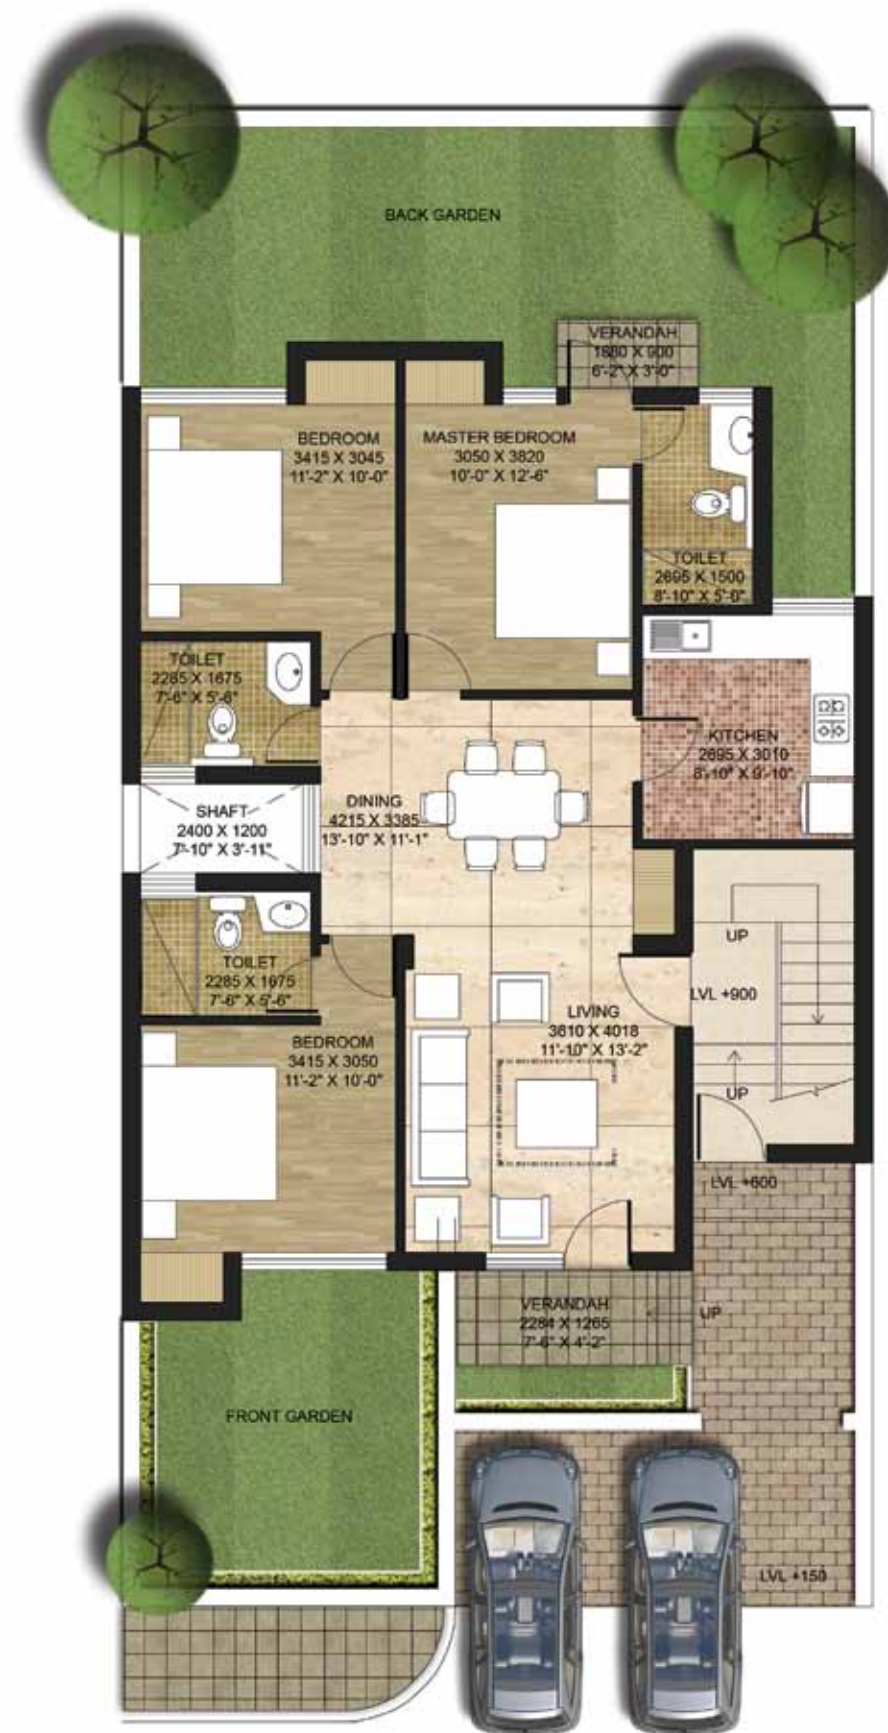 BACK GARDEN
VERANDAH
1880 X 900
6'-2" X 3'-0"
BEDROOM
3415 X 3045
11'-2" X 10'-0"
MASTER BEDROOM
3050 X 3820
10'-0" X 12'-6"
TOILET
2695 X 1500
8'-10" X 5'-0"
TOILET
2285 X 1675
7'-6" X 5'-6"
KITCHEN
2695 X 3010
8'-10" X 9'-10"
SHAFT
2400 X 1200
7'-10" X 3'-11"
DINING
4215 X 3385
13'-10" X 11'-1"
UP
LVL +900
TOILET
2285 X 1675
7'-6" X 5'-6"
LIVING
3610 X 4018
11'-10" X 13'-2"
BEDROOM
3415 X 3050
11'-2" X 10'-0"
UP
LVL +600
VERANDAH
2284 X 1265
7'-6" X 4'-2"
UP
FRONT GARDEN
LVL +150